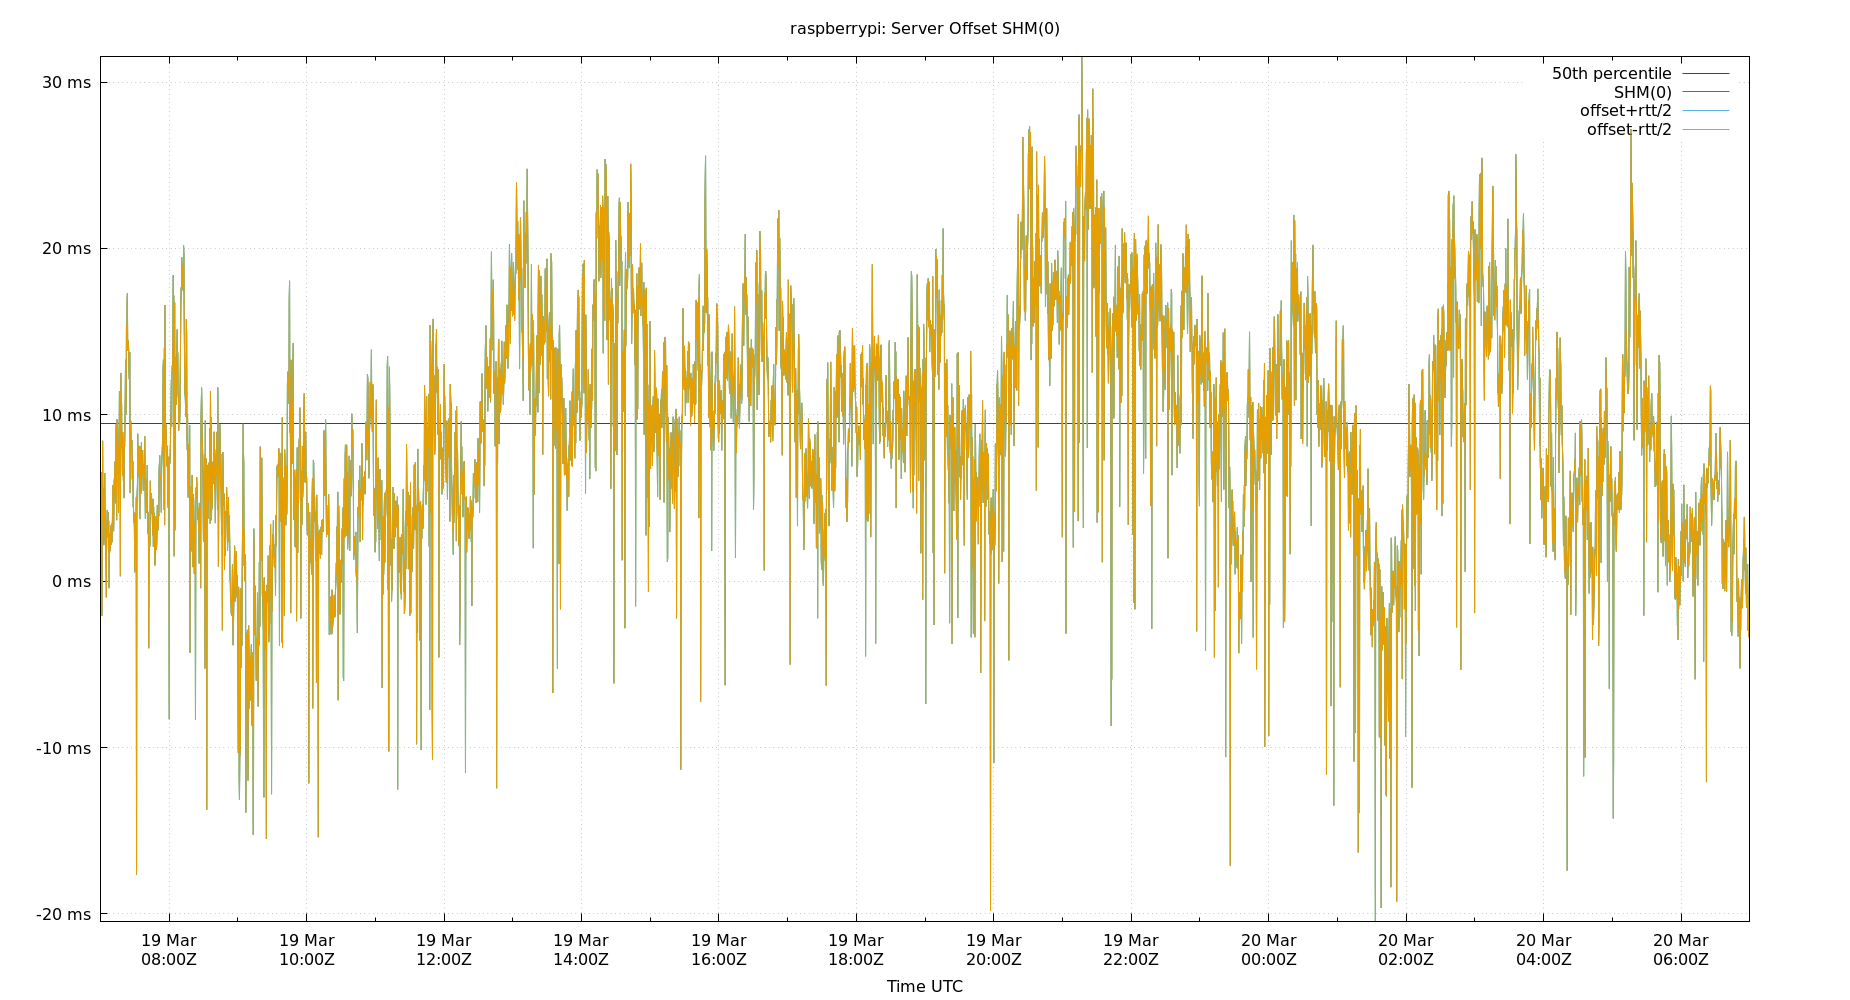 raspberrypi: Server Offset SHM(0)
50th percentile
SHM(0)
offset+rtt/2
offset-rtt/2
30 ms
20 ms
10 ms
0 ms
-10 ms
-20 ms
19 Mar 19 Mar 19 Mar 19 Mar 19 Mar 19 Mar 19 Mar 19 Mar 20 Mar 20 Mar 20 Mar 20 Mar
08:00Z 10:00Z 12:00Z 14:00Z 16:00Z 18:00Z 20:00Z 22:00Z 00:00Z 02:00Z 04:00Z 06:00Z
Time UTC